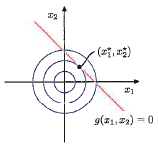 x₂
(x₁*, x₂*)
x₁
g(x₁, x₂) = 0